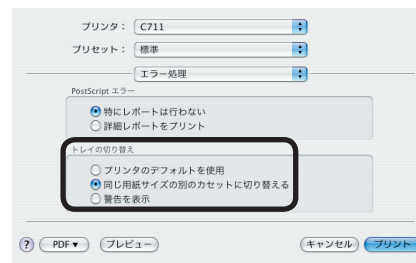 プリンタ： C711
プリセット： 標準
エラー処理
PostScript エラー
特にレポートは行わない
詳細レポートをプリント
トレイの切り替え
プリンタのデフォルトを使用
同じ用紙サイズの別のカセットに切り替える
警告を表示
? PDF▼ プレビュー キャンセル プリント